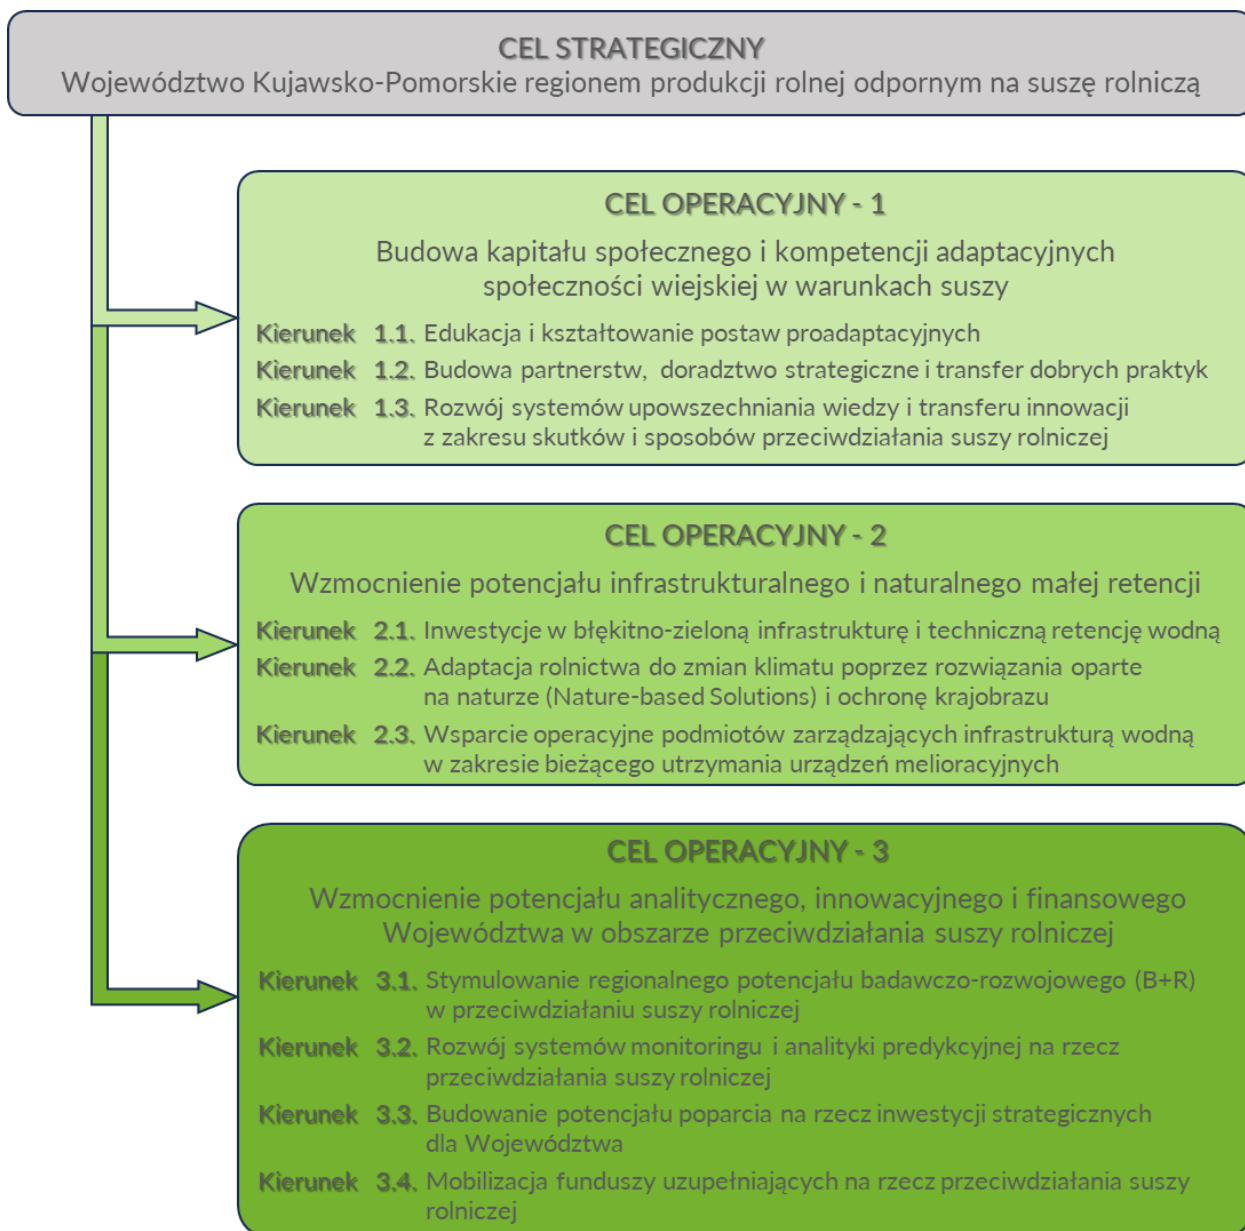 CEL STRATEGICZNY
Województwo Kujawsko-Pomorskie regionem produkcji rolnej odpornym na suszę rolniczą
CEL OPERACYJNY - 1
Budowa kapitału społecznego i kompetencji adaptacyjnych
społeczności wiejskiej w warunkach suszy
Kierunek 1.1. Edukacja i kształtowanie postaw proadaptacyjnych
Kierunek 1.2. Budowa partnerstw, doradztwo strategiczne i transfer dobrych praktyk
Kierunek 1.3. Rozwój systemów upowszechniania wiedzy i transferu innowacji
z zakresu skutków i sposobów przeciwdziałania suszy rolniczej
CEL OPERACYJNY - 2
Wzmocnienie potencjału infrastrukturalnego i naturalnego małej retencji
Kierunek 2.1. Inwestycje w błękitno-zieloną infrastrukturę i techniczną retencję wodną
Kierunek 2.2. Adaptacja rolnictwa do zmian klimatu poprzez rozwiązania oparte
na naturze (Nature-based Solutions) i ochronę krajobrazu
Kierunek 2.3. Wsparcie operacyjne podmiotów zarządzających infrastrukturą wodną
w zakresie bieżącego utrzymania urządzeń melioracyjnych
CEL OPERACYJNY - 3
Wzmocnienie potencjału analitycznego, innowacyjnego i finansowego
Województwa w obszarze przeciwdziałania suszy rolniczej
Kierunek 3.1. Stymulowanie regionalnego potencjału badawczo-rozwojowego (B+R)
w przeciwdziałaniu suszy rolniczej
Kierunek 3.2. Rozwój systemów monitoringu i analityki predykcyjnej na rzecz
przeciwdziałania suszy rolniczej
Kierunek 3.3. Budowanie potencjału poparcia na rzecz inwestycji strategicznych
dla Województwa
Kierunek 3.4. Mobilizacja funduszy uzupełniających na rzecz przeciwdziałania suszy
rolniczej